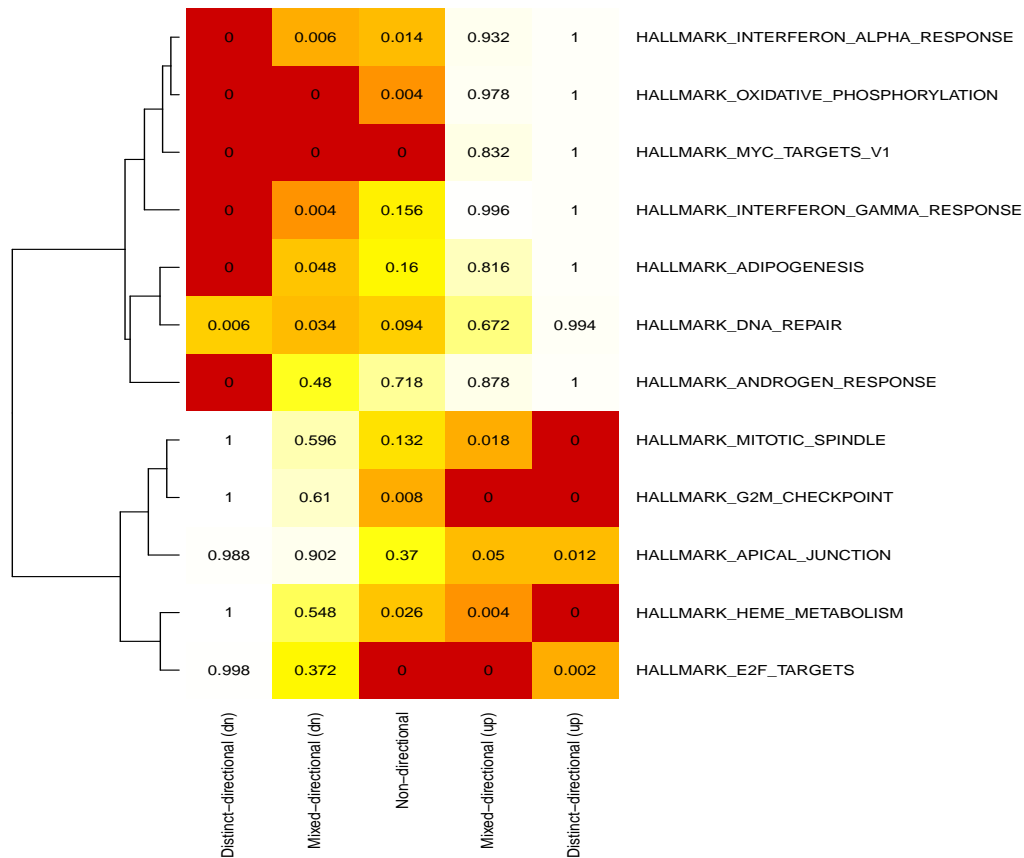 0 0.006 0.014 0.932 1 HALLMARK_INTERFERON_ALPHA_RESPONSE
0 0 0.004 0.978 1 HALLMARK_OXIDATIVE_PHOSPHORYLATION
0 0 0 0.832 1 HALLMARK_MYC_TARGETS_V1
0 0.004 0.156 0.996 1 HALLMARK_INTERFERON_GAMMA_RESPONSE
0 0.048 0.16 0.816 1 HALLMARK_ADIPOGENESIS
0.006 0.034 0.094 0.672 0.994 HALLMARK_DNA_REPAIR
0 0.48 0.718 0.878 1 HALLMARK_ANDROGEN_RESPONSE
1 0.596 0.132 0.018 0 HALLMARK_MITOTIC_SPINDLE
1 0.61 0.008 0 0 HALLMARK_G2M_CHECKPOINT
0.988 0.902 0.37 0.05 0.012 HALLMARK_APICAL_JUNCTION
1 0.548 0.026 0.004 0 HALLMARK_HEME_METABOLISM
0.998 0.372 0 0 0.002 HALLMARK_E2F_TARGETS
Distinct−directional (dn)
Mixed−directional (dn)
Non−directional
Mixed−directional (up)
Distinct−directional (up)